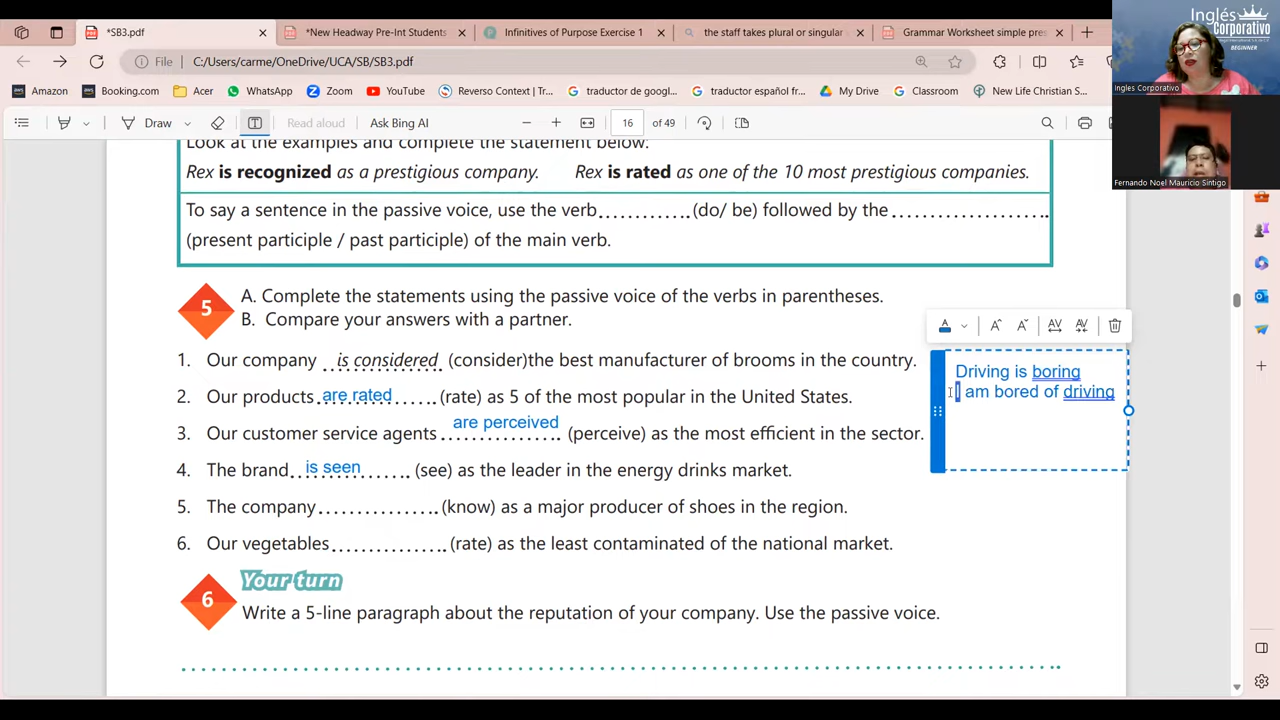 *SB3.pdf
*New Headway Pre-Int Students
Infinitives of Purpose Exercise 1
the staff takes plural or singular
Grammar Worksheet simple pres
File
C:/Users/carme/OneDrive/UCA/SB/SB3.pdf
Amazon
Booking.com
Acer
WhatsApp
Zoom
YouTube
Reverso Context | T...
traductor de googl...
traductor español fr...
My Drive
Classroom
New Life Christian S...
Draw
Read aloud
Ask Bing AI
16 of 49
Inglés
Corporativo
BEGINNER
Ingles Corporativo
Fernando Noel Mauricio Sintigo
Look at the examples and complete the statement below:
Rex is recognized as a prestigious company. Rex is rated as one of the 10 most prestigious companies.
To say a sentence in the passive voice, use the verb............(do/ be) followed by the .....................
(present participle / past participle) of the main verb.
5
A. Complete the statements using the passive voice of the verbs in parentheses.
B. Compare your answers with a partner.
1. Our company is considered (consider)the best manufacturer of brooms in the country.
2. Our products are rated (rate) as 5 of the most popular in the United States.
3. Our customer service agents are perceived (perceive) as the most efficient in the sector.
4. The brand is seen (see) as the leader in the energy drinks market.
5. The company................(know) as a major producer of shoes in the region.
6. Our vegetables...............(rate) as the least contaminated of the national market.
Driving is boring
I am bored of driving
6
Your turn
Write a 5-line paragraph about the reputation of your company. Use the passive voice.